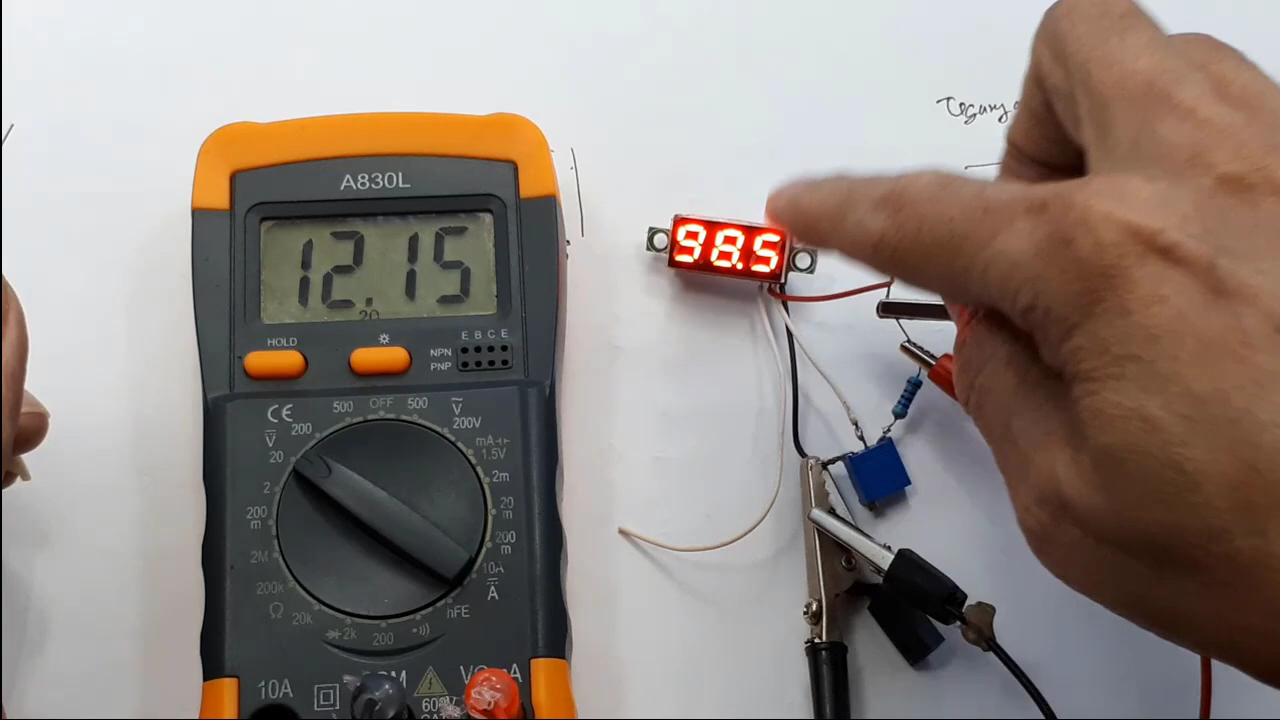 A830L
12.15
20
98.5
HOLD
E B C E
NPN
PNP
CE
500
OFF
500
V
200V
200
V
20
2
200
m
2M
200k
Ω
20k
2k
200
hFE
A
10A
200
m
20
m
2m
1.5V
mA
10A